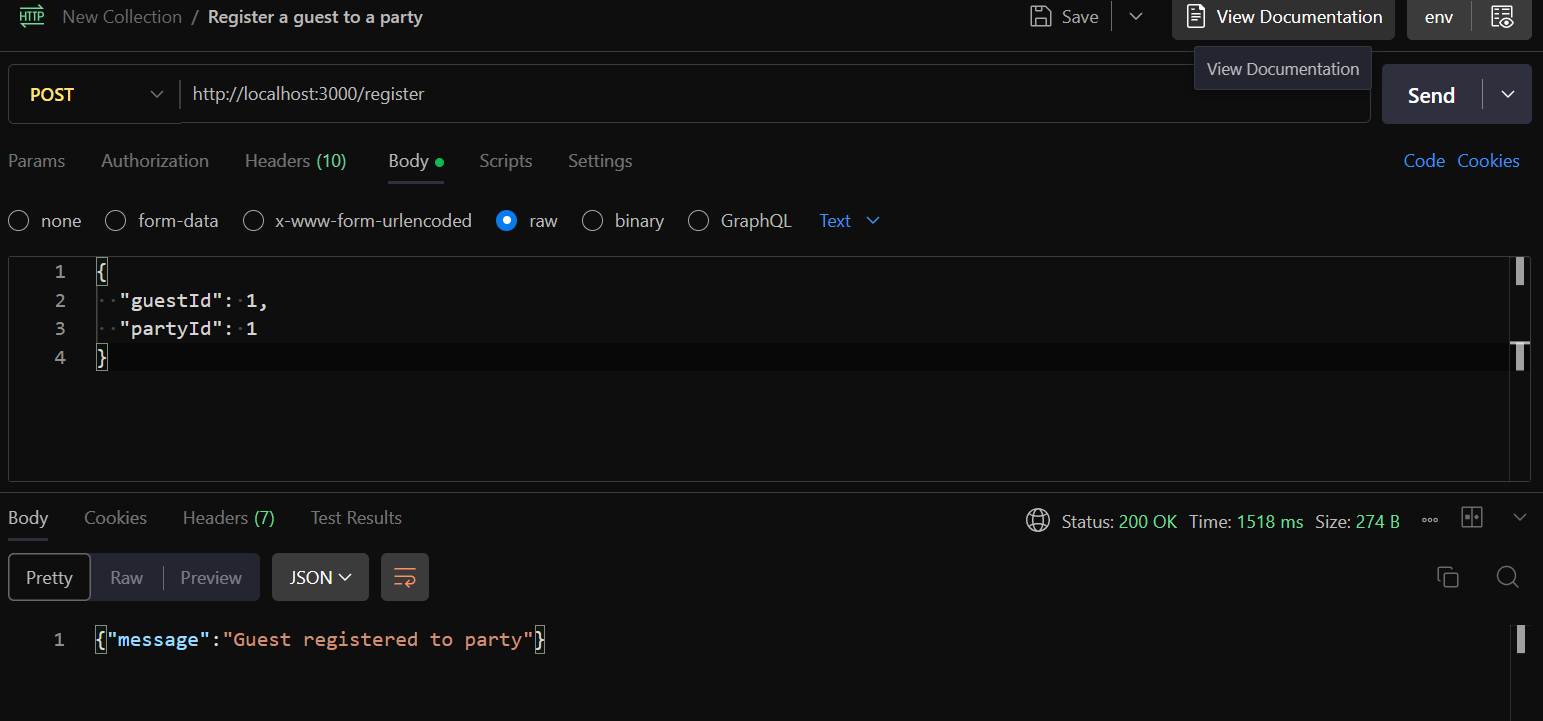 HTTP New Collection / Register a guest to a party Save View Documentation env
View Documentation
POST http://localhost:3000/register Send
Params Authorization Headers (10) Body Scripts Settings Code Cookies
none form-data x-www-form-urlencoded raw binary GraphQL Text
1 {
2 "guestId": 1,
3 "partyId": 1
4 }
Body Cookies Headers (7) Test Results Status: 200 OK Time: 1518 ms Size: 274 B
Pretty Raw Preview JSON
1 {"message":"Guest registered to party"}